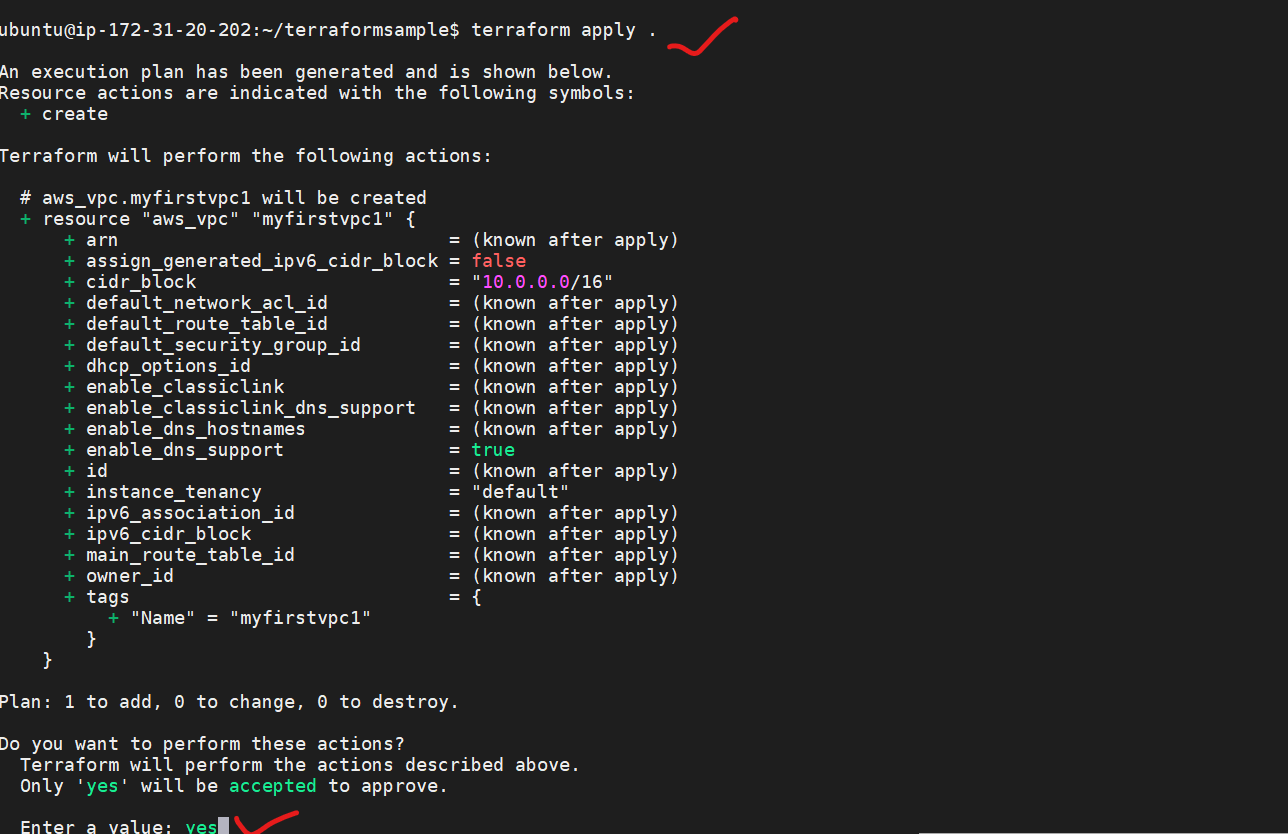 ubuntu@ip-172-31-20-202:~/terraformsample$ terraform apply .
An execution plan has been generated and is shown below.
Resource actions are indicated with the following symbols:
+ create
Terraform will perform the following actions:
# aws_vpc.myfirstvpc1 will be created
+ resource "aws_vpc" "myfirstvpc1" {
+ arn = (known after apply)
+ assign_generated_ipv6_cidr_block = false
+ cidr_block = "10.0.0.0/16"
+ default_network_acl_id = (known after apply)
+ default_route_table_id = (known after apply)
+ default_security_group_id = (known after apply)
+ dhcp_options_id = (known after apply)
+ enable_classiclink = (known after apply)
+ enable_classiclink_dns_support = (known after apply)
+ enable_dns_hostnames = (known after apply)
+ enable_dns_support = true
+ id = (known after apply)
+ instance_tenancy = "default"
+ ipv6_association_id = (known after apply)
+ ipv6_cidr_block = (known after apply)
+ main_route_table_id = (known after apply)
+ owner_id = (known after apply)
+ tags = {
+ "Name" = "myfirstvpc1"
}
}
Plan: 1 to add, 0 to change, 0 to destroy.
Do you want to perform these actions?
Terraform will perform the actions described above.
Only 'yes' will be accepted to approve.
Enter a value: yes